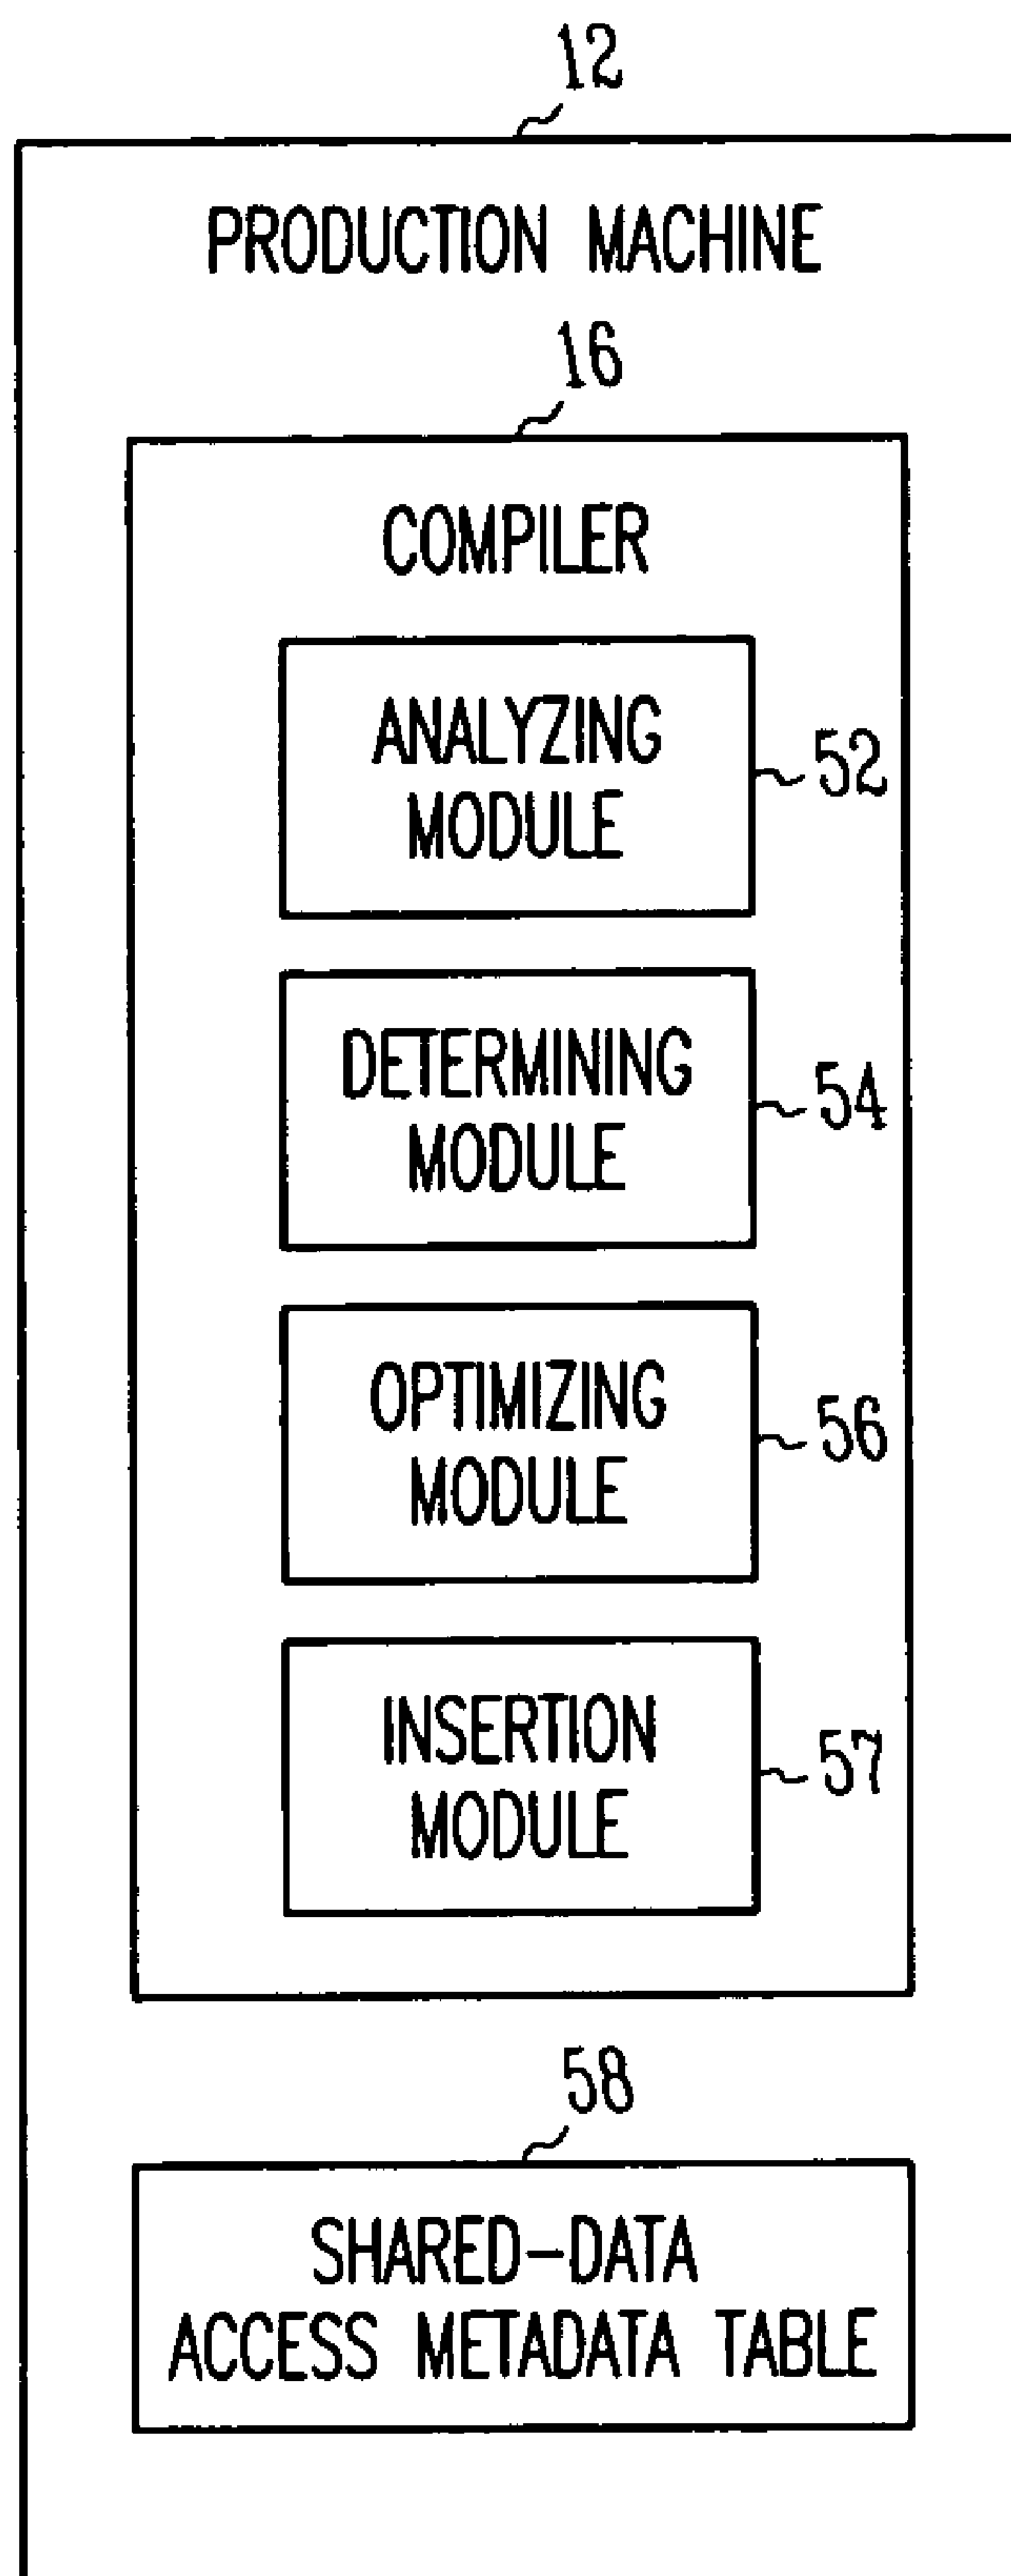 12
PRODUCTION MACHINE
16
COMPILER
ANALYZING
MODULE
52
DETERMINING
MODULE
54
OPTIMIZING
MODULE
56
INSERTION
MODULE
57
58
SHARED-DATA
ACCESS METADATA TABLE